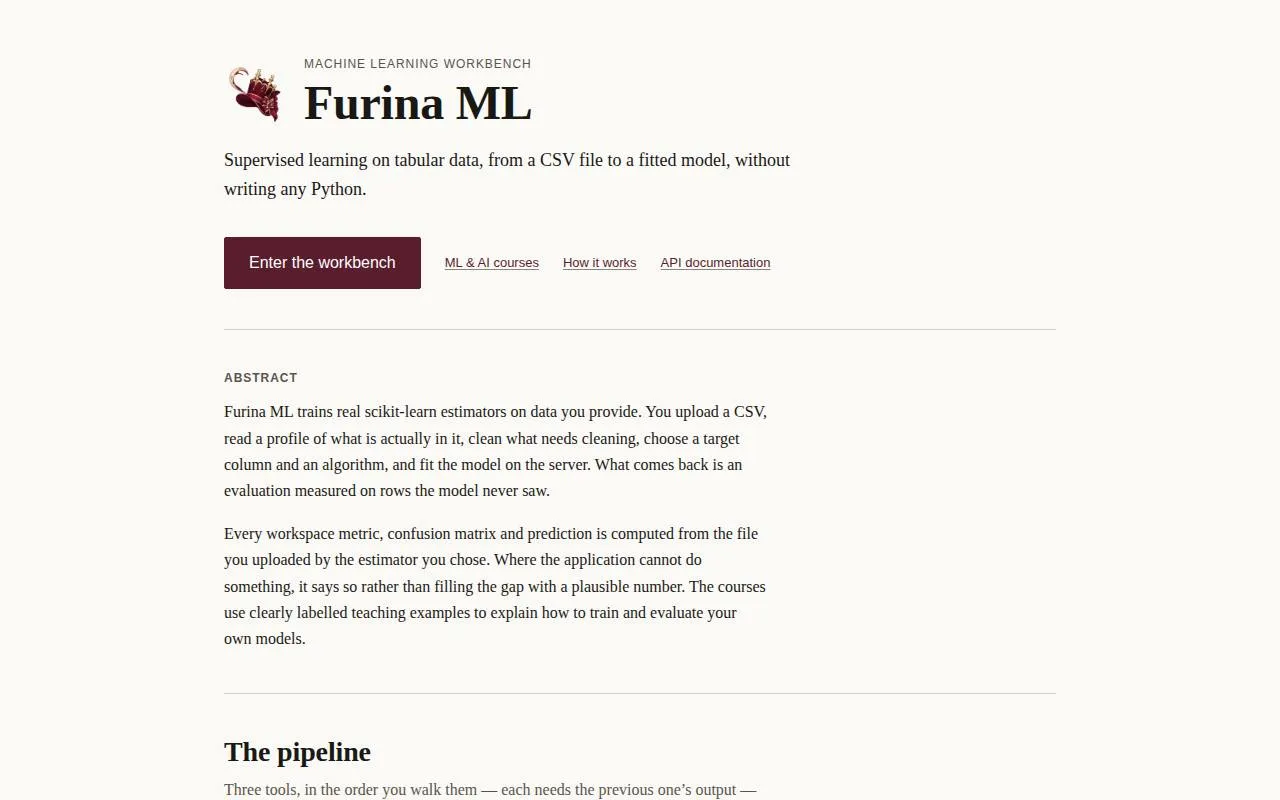 MACHINE LEARNING WORKBENCH
Furina ML
Supervised learning on tabular data, from a CSV file to a fitted model, without
writing any Python.
Enter the workbench
ML & AI courses
How it works
API documentation
ABSTRACT
Furina ML trains real scikit-learn estimators on data you provide. You upload a CSV,
read a profile of what is actually in it, clean what needs cleaning, choose a target
column and an algorithm, and fit the model on the server. What comes back is an
evaluation measured on rows the model never saw.
Every workspace metric, confusion matrix and prediction is computed from the file
you uploaded by the estimator you chose. Where the application cannot do
something, it says so rather than filling the gap with a plausible number. The courses
use clearly labelled teaching examples to explain how to train and evaluate your
own models.
The pipeline
Three tools, in the order you walk them — each needs the previous one’s output —